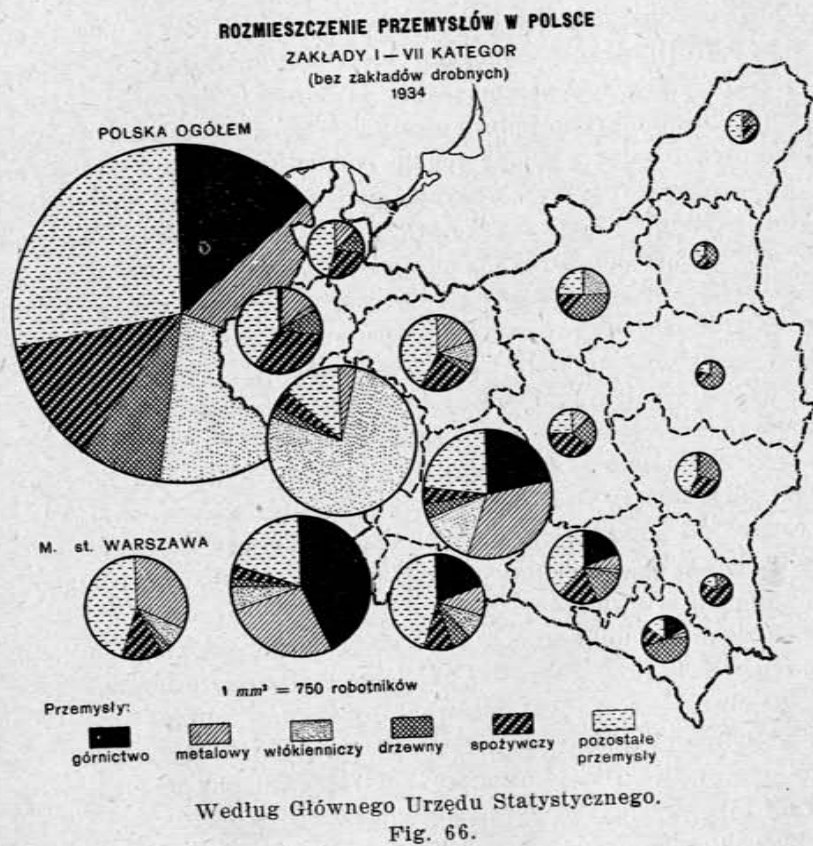 ROZMIESZCZENIE PRZEMYSŁÓW W POLSCE
ZAKŁADY I — VII KATEGOR
(bez zakładów drobnych)
1934
POLSKA OGÓŁEM
M. st. WARSZAWA
1 mm² = 750 robotników
Przemysły:
górnictwo
metalowy
włókienniczy
drzewny
spożywczy
pozostałe
przemysły
Według Głównego Urzędu Statystycznego.
Fig. 66.